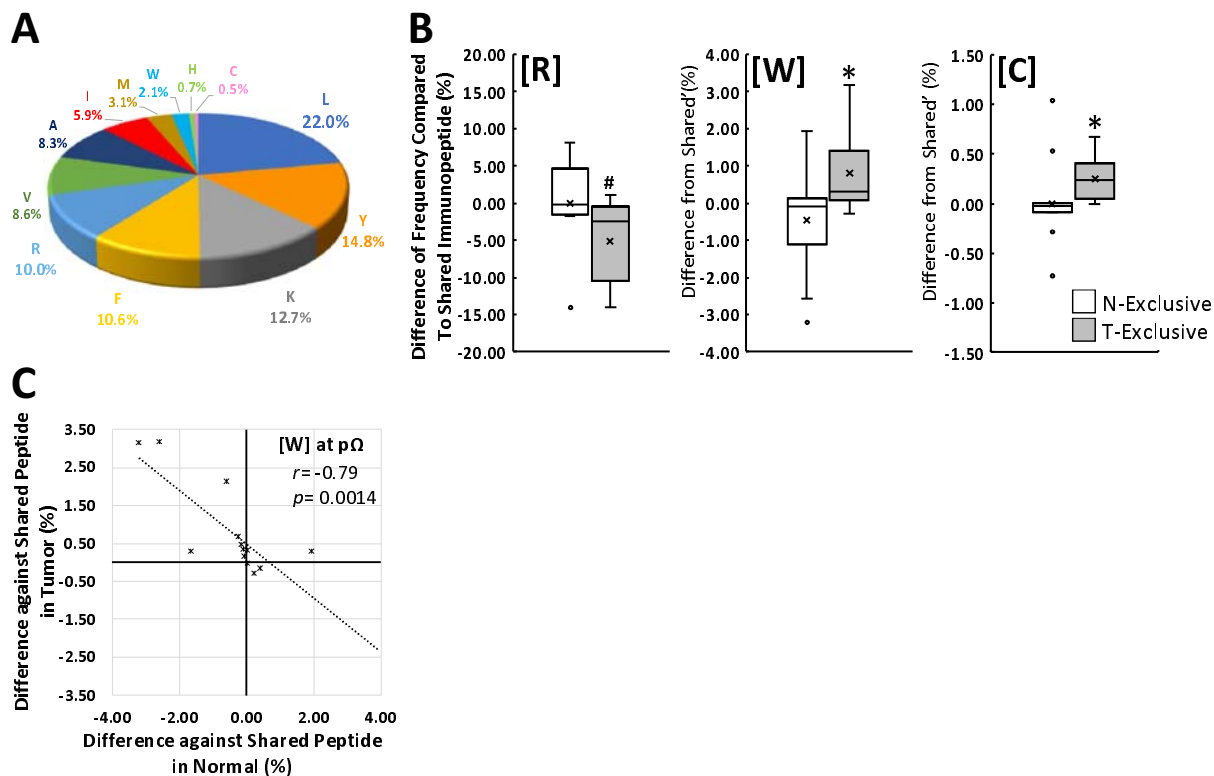 A
L
22.0%
Y
14.8%
K
12.7%
F
10.6%
R
10.0%
V
8.6%
A
8.3%
I
5.9%
M
3.1%
W
2.1%
H
0.7%
C
0.5%
B
Difference of Frequency Compared
To Shared Immunopeptide (%)
20.00
15.00
10.00
5.00
0.00
-5.00
-10.00
-15.00
-20.00
[R]
#
Difference from Shared'(%)
4.00
3.00
2.00
1.00
0.00
-1.00
-2.00
-3.00
-4.00
[W]
*
Difference from Shared' (%)
1.50
1.00
0.50
0.00
-0.50
-1.00
-1.50
[C]
*
N-Exclusive
T-Exclusive
C
Difference against Shared Peptide
in Tumor (%)
3.50
2.50
1.50
0.50
-0.50
-1.50
-2.50
-3.50
[W] at pΩ
r= -0.79
p= 0.0014
-4.00 -2.00 0.00 2.00 4.00
Difference against Shared Peptide
in Normal (%)